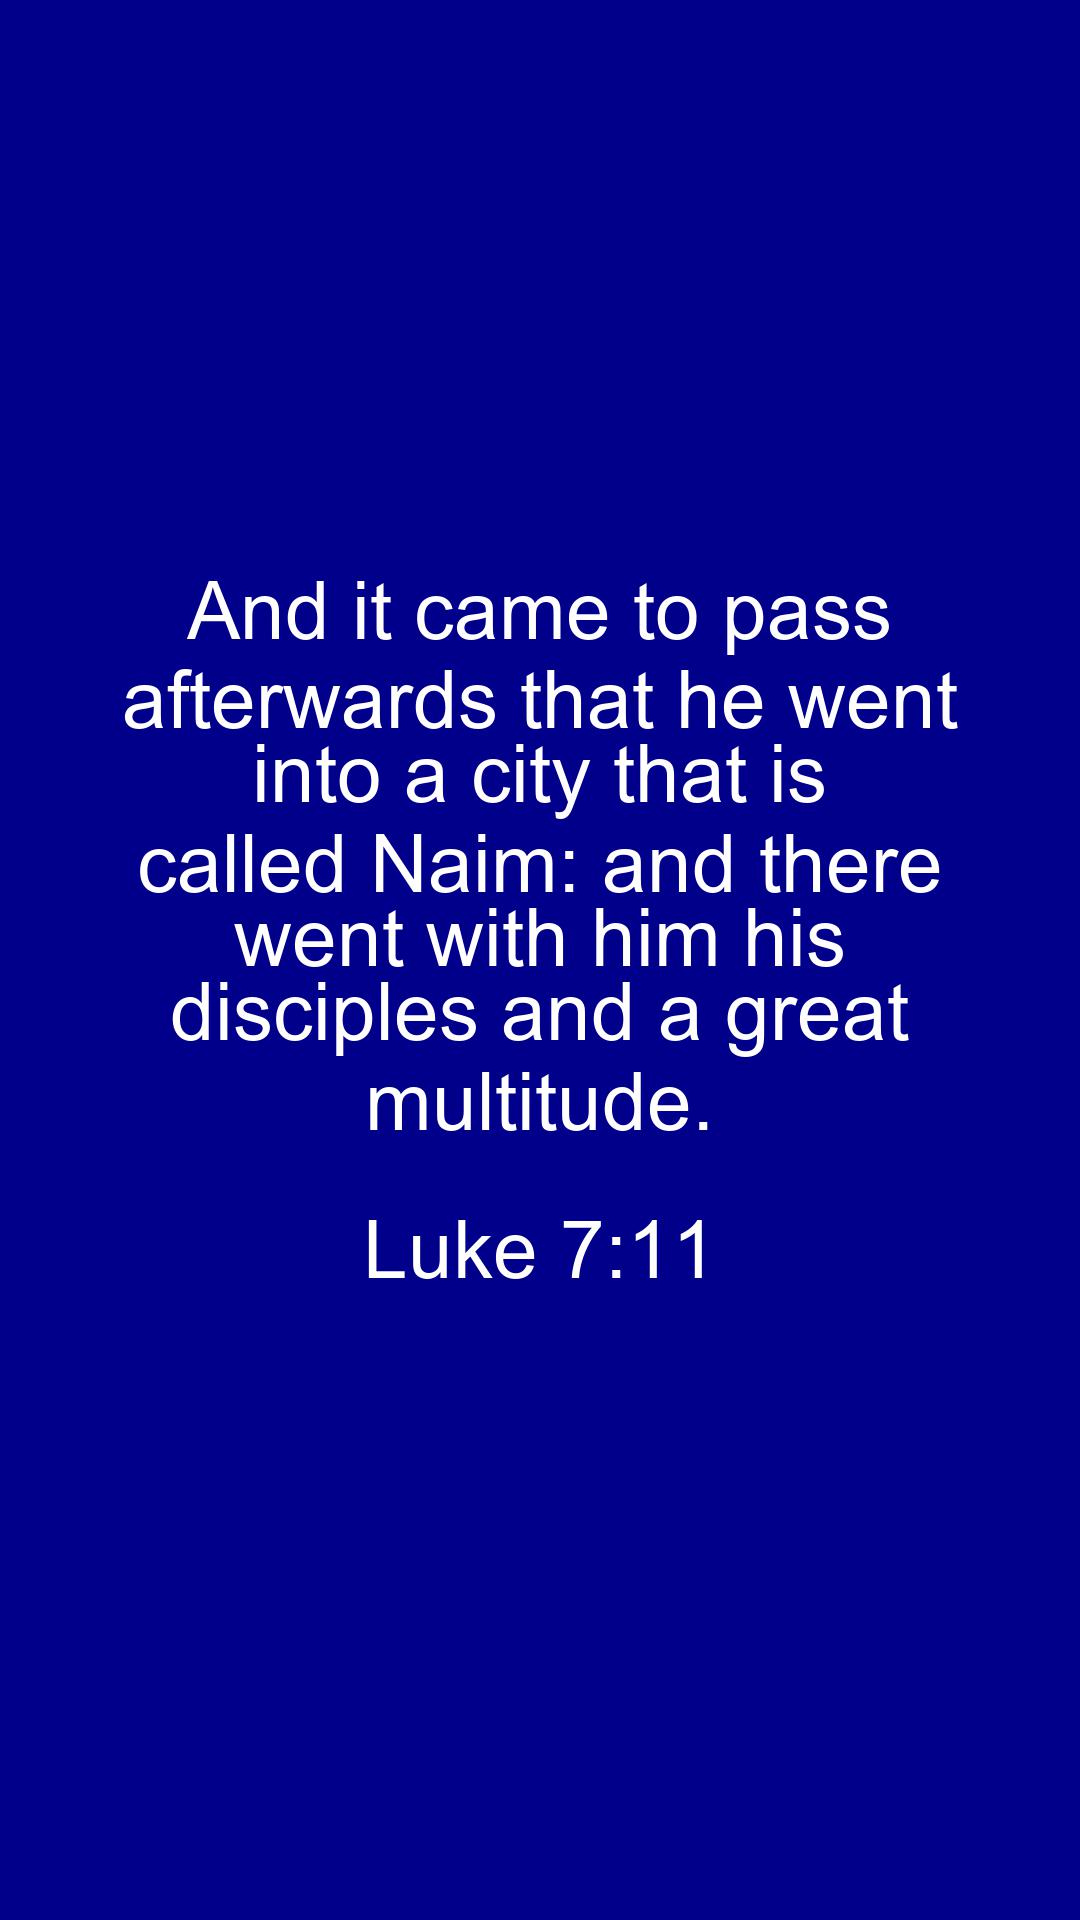 And it came to pass
afterwards that he went
into a city that is
called Naim: and there
went with him his
disciples and a great
multitude.
Luke 7:11